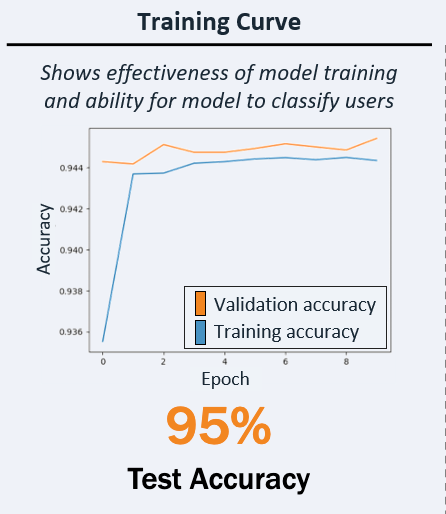 Training Curve
Shows effectiveness of model training
and ability for model to classify users
0.944
0.942
0.940
0.938
0.936
Accuracy
Validation accuracy
Training accuracy
0 2 4 6 8
Epoch
95%
Test Accuracy